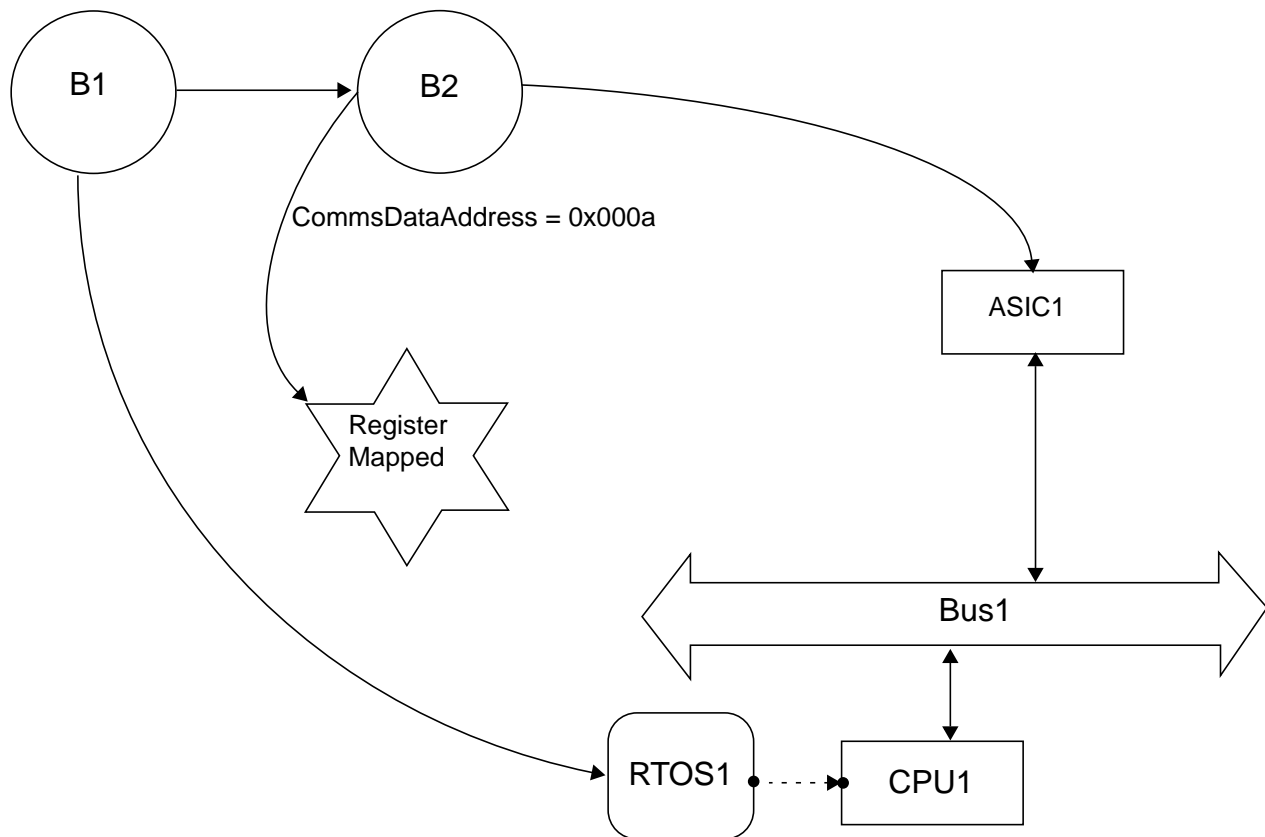 B1
B2
CommsDataAddress = 0x000a
ASIC1
Register
Mapped
Bus1
RTOS1
CPU1